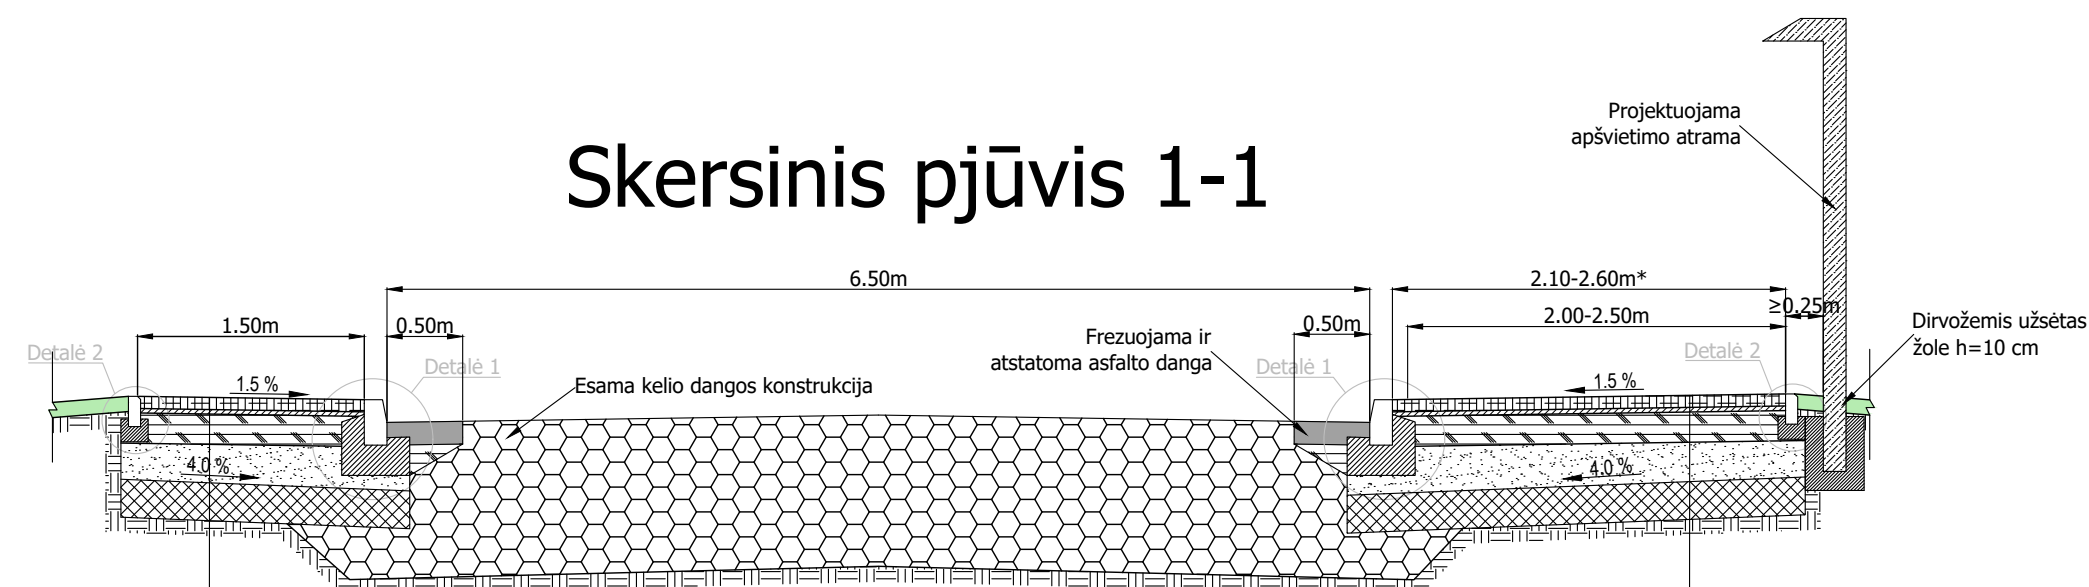 Projektuojama
apšvietimo atrama
Skersinis pjūvis 1-1
6.50m
2.10-2.60m*
≥0.25m
1.50m
0.50m
0.50m
2.00-2.50m
Frezuojama ir
atstatoma asfalto danga
Dirvožemis užsėtas
žole h=10 cm
Detalė 2
Detalė 1
Detalė 1
Detalė 2
1.5 %
Esama kelio dangos konstrukcija
1.5 %
4.0 %
4.0 %